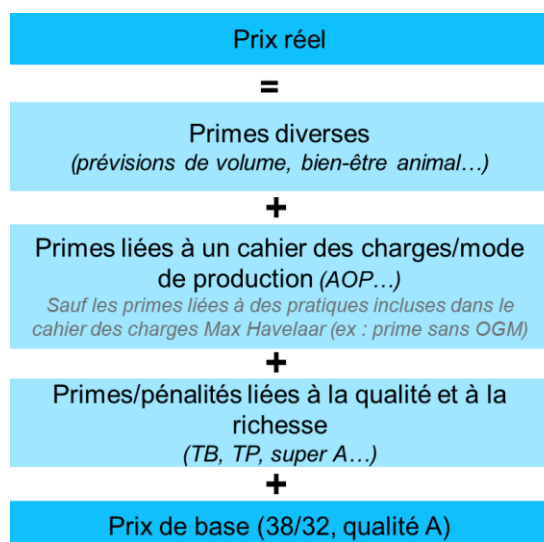 Prix réel
=
Primes diverses
(prévisions de volume, bien-être animal…)
+
Primes liées à un cahier des charges/mode
de production (AOP…)
Sauf les primes liées à des pratiques incluses dans le
cahier des charges Max Havelaar (ex : prime sans OGM)
+
Primes/pénalités liées à la qualité et à la
richesse
(TB, TP, super A…)
+
Prix de base (38/32, qualité A)